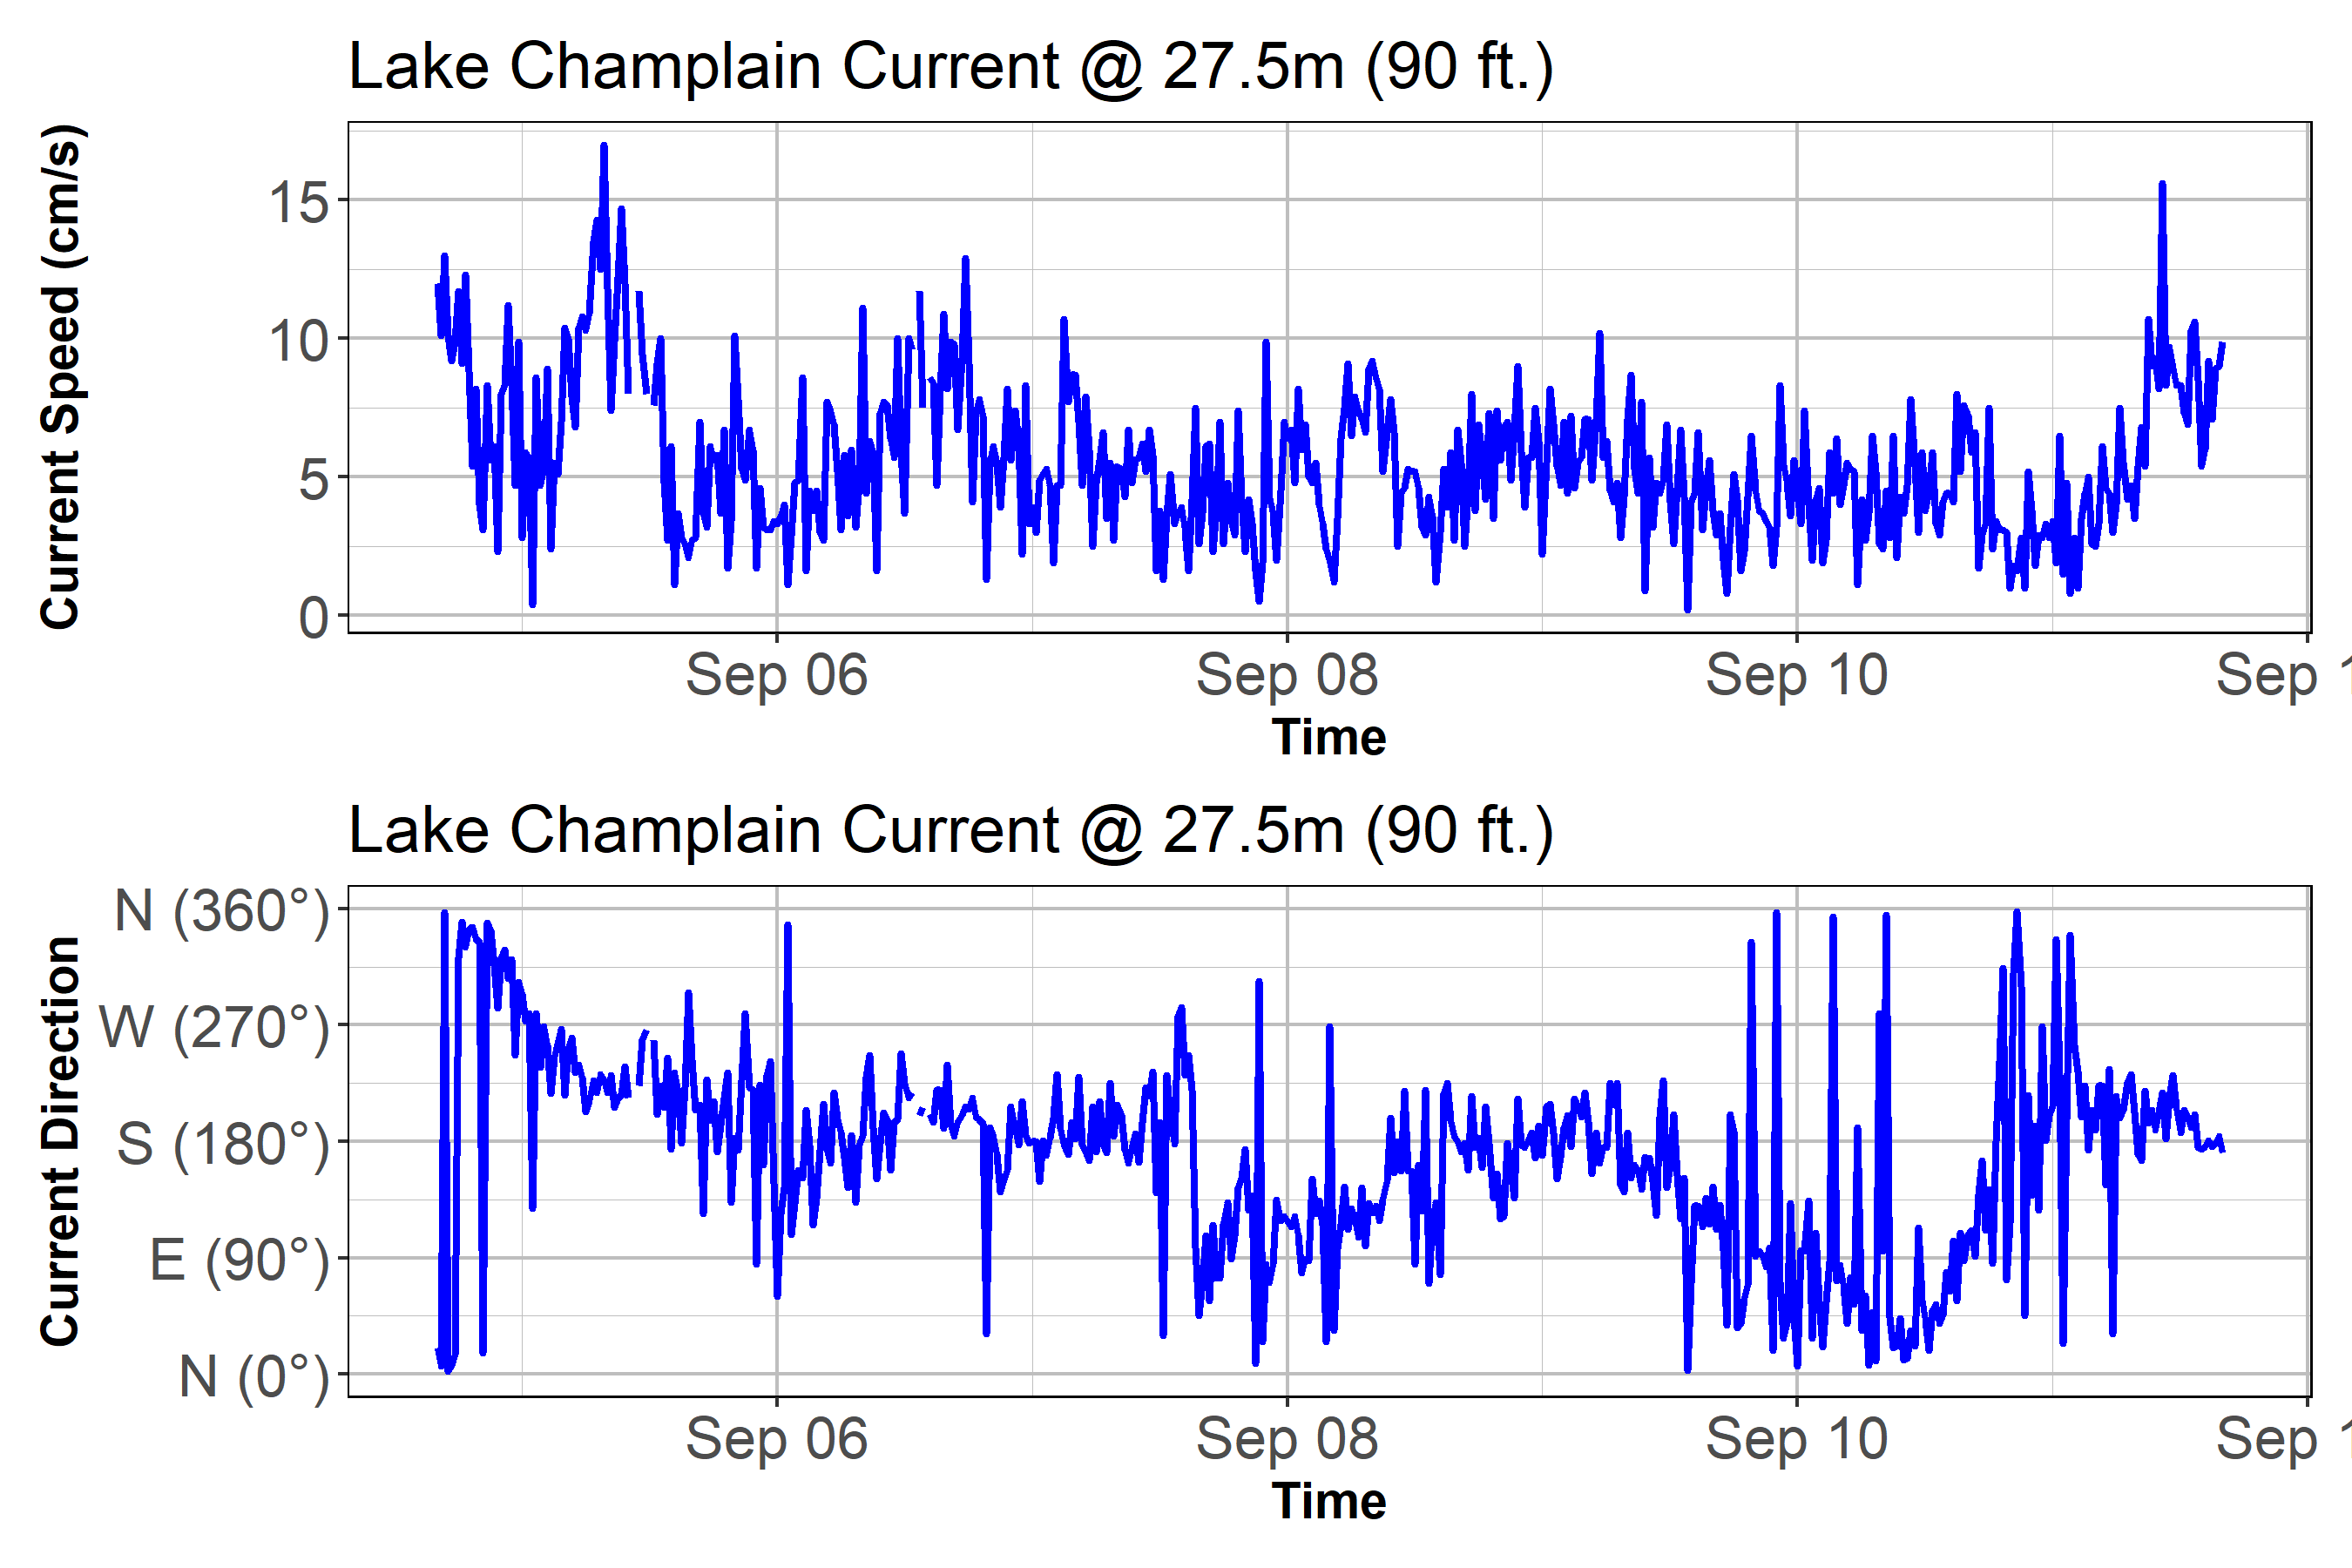 Lake Champlain Current @ 27.5m (90 ft.)
Current Speed (cm/s)
15
10
5
0
Sep 06
Sep 08
Sep 10
Sep
Time
Lake Champlain Current @ 27.5m (90 ft.)
Current Direction
N (360°)
W (270°)
S (180°)
E (90°)
N (0°)
Sep 06
Sep 08
Sep 10
Sep
Time